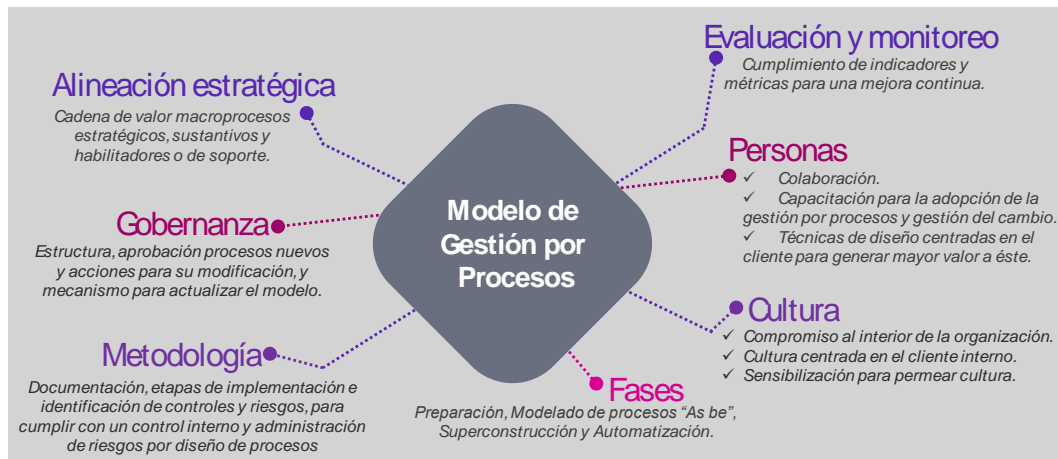 Alineación estratégica
Cadena de valor macroprocesos
estratégicos, sustantivos y
habilitadores o de soporte.
Gobernanza
Estructura, aprobación procesos nuevos
y acciones para su modificación, y
mecanismo para actualizar el modelo.
Metodología
Documentación, etapas de implementación e
identificación de controles y riesgos, para
cumplir con un control interno y administración
de riesgos por diseño de procesos
Modelo de
Gestión por
Procesos
Evaluación y monitoreo
Cumplimiento de indicadores y
métricas para una mejora continua.
Personas
✓ Colaboración.
✓ Capacitación para la adopción de la
gestión por procesos y gestión del cambio.
✓ Técnicas de diseño centradas en el
cliente para generar mayor valor a éste.
Cultura
✓ Compromiso al interior de la organización.
✓ Cultura centrada en el cliente interno.
✓ Sensibilización para permear cultura.
Fases
Preparación, Modelado de procesos “As be”,
Superconstrucción y Automatización.